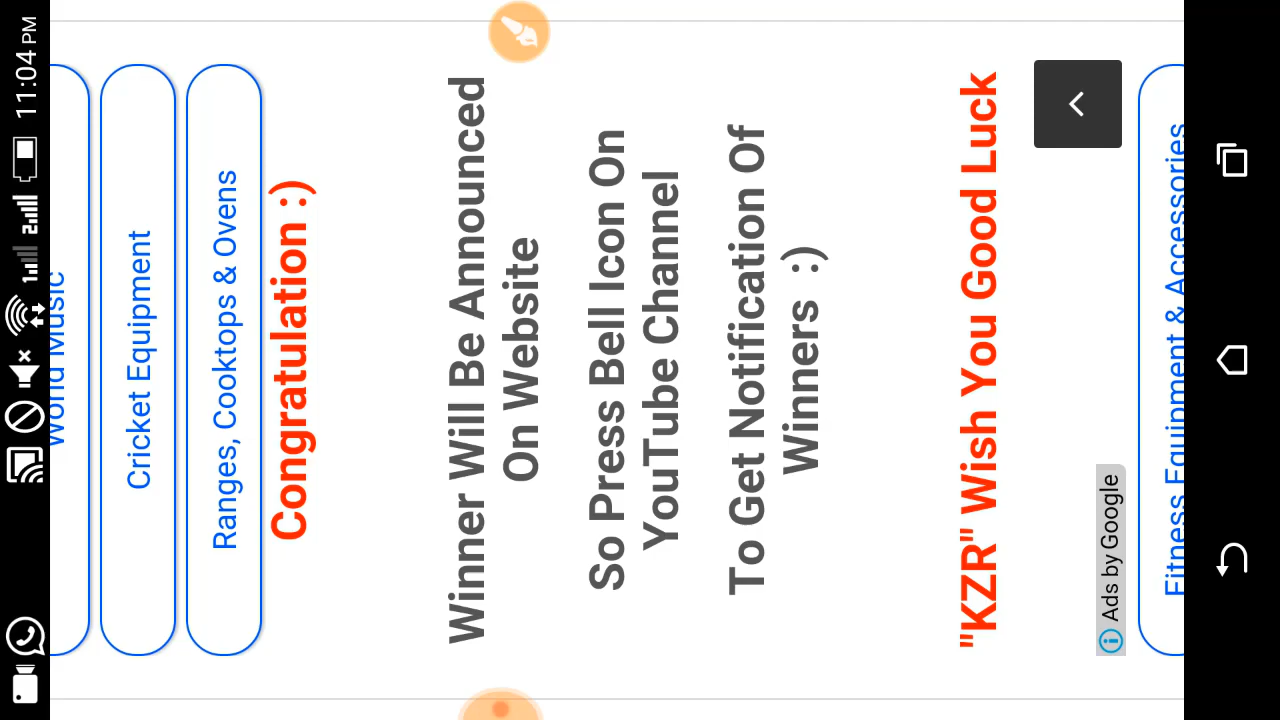 11:04 PM
World Music
Cricket Equipment
Ranges, Cooktops & Ovens
Congratulation :)
Winner Will Be Announced
On Website
So Press Bell Icon On
YouTube Channel
To Get Notification Of
Winners :)
"KZR" Wish You Good Luck
Ads by Google
Fitness Equipment & Accessories